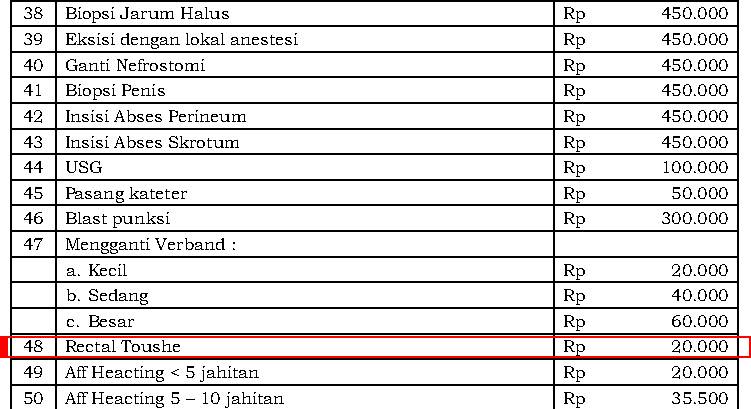 38 Biopsi Jarum Halus Rp 450.000
39 Eksisi dengan lokal anestesi Rp 450.000
40 Ganti Nefrostomi Rp 450.000
41 Biopsi Penis Rp 450.000
42 Insisi Abses Perineum Rp 450.000
43 Insisi Abses Skrotum Rp 450.000
44 USG Rp 100.000
45 Pasang kateter Rp 50.000
46 Blast punksi Rp 300.000
47 Mengganti Verband :
a. Kecil Rp 20.000
b. Sedang Rp 40.000
c. Besar Rp 60.000
48 Rectal Toushe Rp 20.000
49 Aff Heacting < 5 jahitan Rp 20.000
50 Aff Heacting 5 – 10 jahitan Rp 35.500